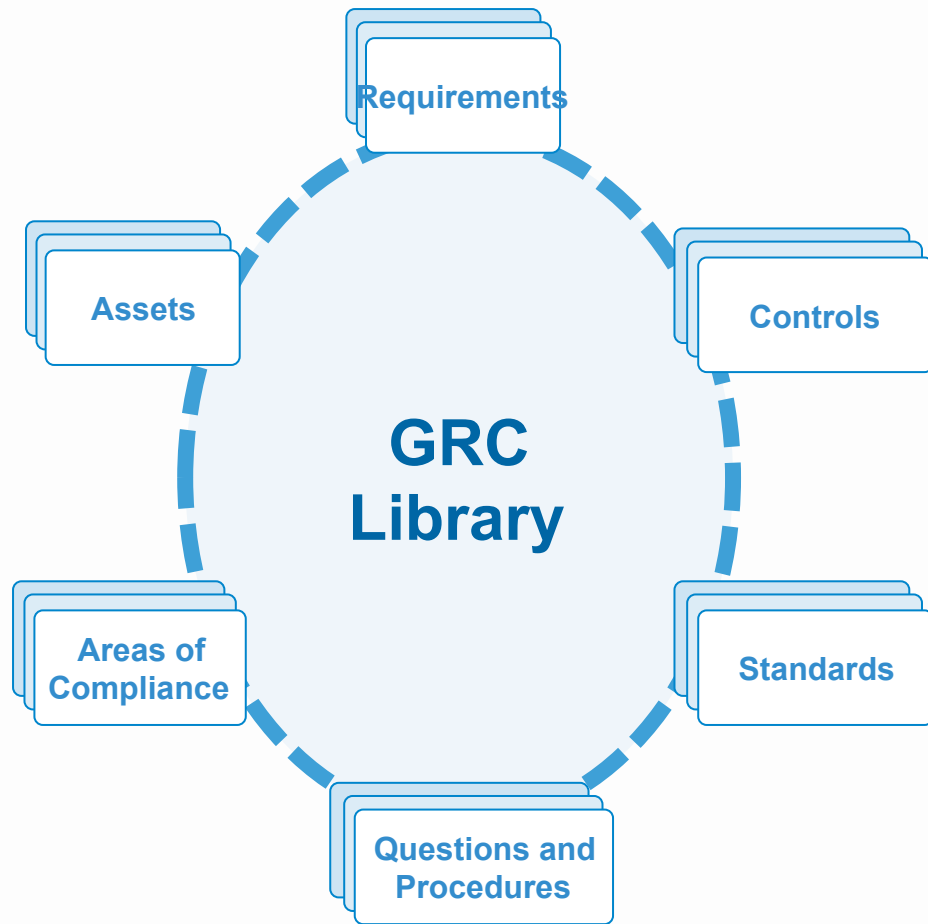 Requirements
Assets
Controls
GRC
Library
Areas of
Compliance
Standards
Questions and
Procedures